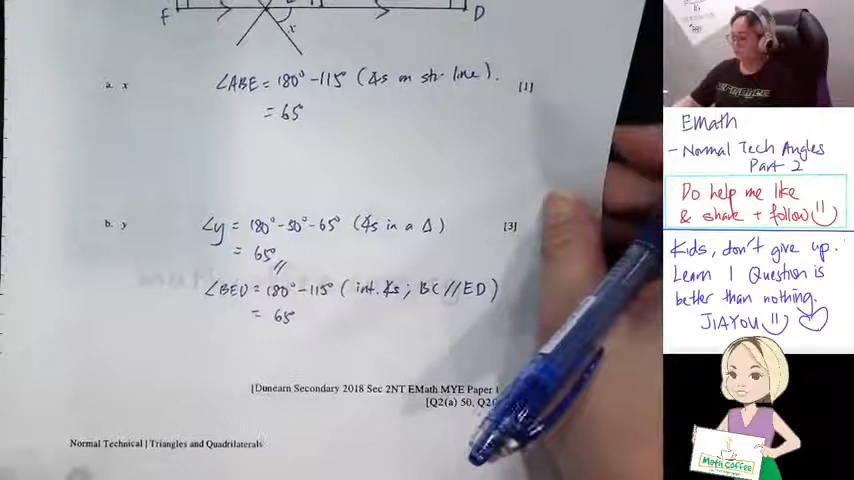 F
D
x
a. x
∠ABE = 180° - 115° (∠s on str line).
[1]
= 65°
b. y
∠y = 180° - 50° - 65° (∠s in a Δ)
[3]
= 65°
∠BED = 180° - 115° (int. ∠s; BC//ED)
= 65°
[Dunearn Secondary 2018 Sec 2NT EMath MYE Paper
[Q2(a) 50, Q2(
Normal Technical | Triangles and Quadrilaterals
EMath
- Normal Tech Angles
Part 2
Do help me like
& share + follow
Kids, don't give up.
Learn 1 Question is
better than nothing.
JIAYOU
Math Coffee